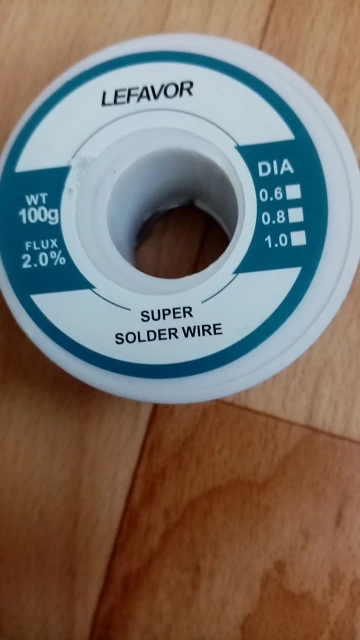 LEFAVOR
WT
100g
FLUX
2.0%
DIA
0.6
0.8
1.0
SUPER
SOLDER WIRE